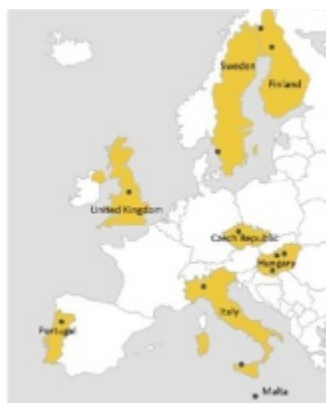 Sweden
Finland
United Kingdom
Czech Republic
Hungary
Portugal
Italy
Malta